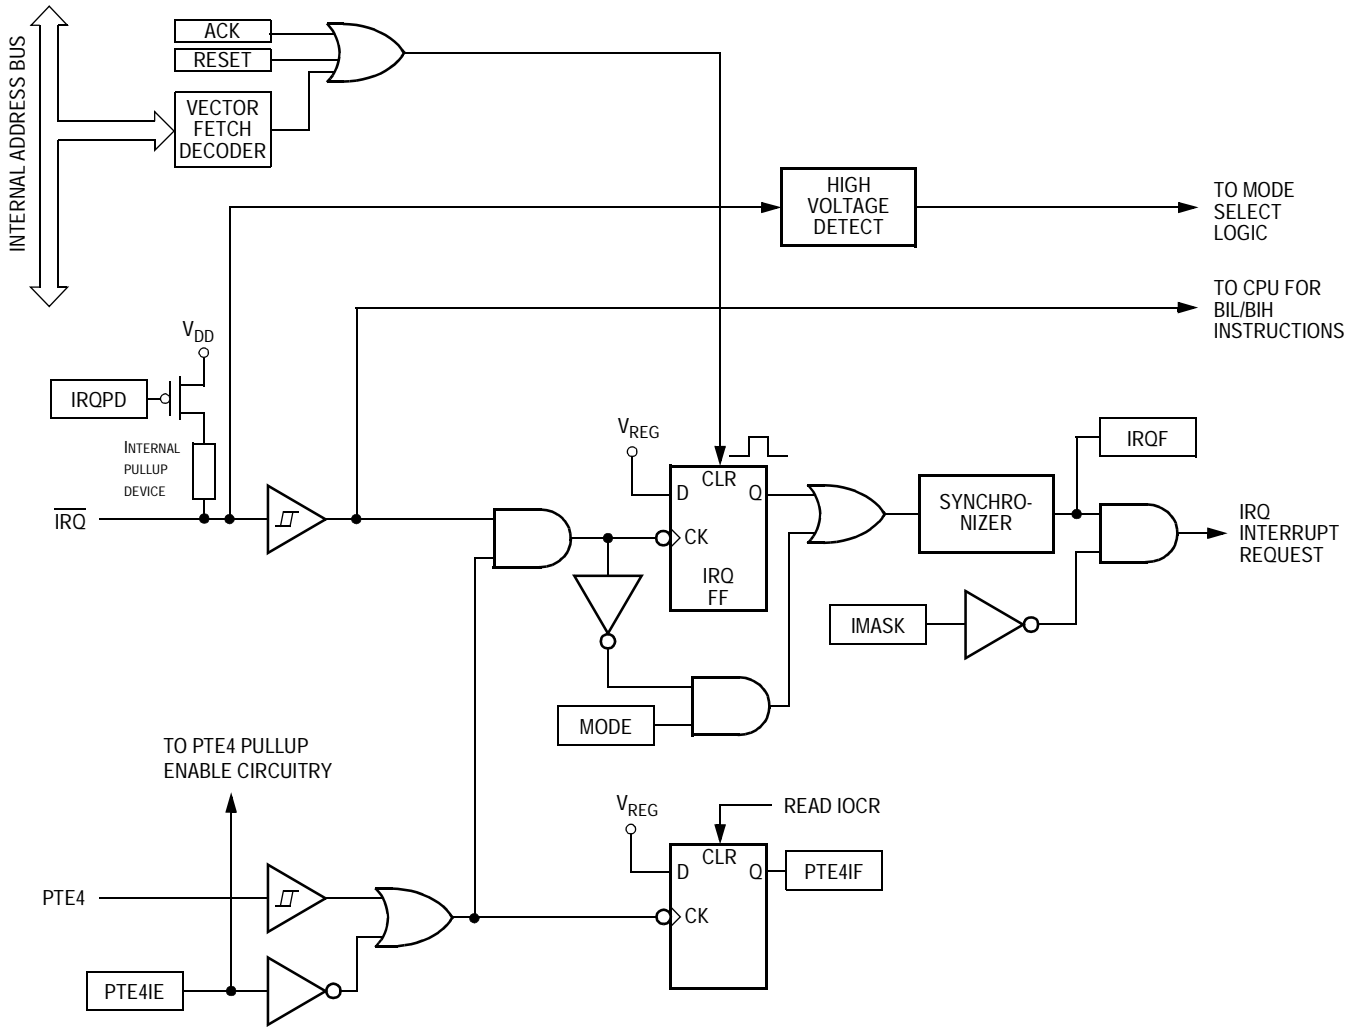 INTERNAL ADDRESS BUS
ACK
RESET
VECTOR
FETCH
DECODER
HIGH
VOLTAGE
DETECT
TO MODE
SELECT
LOGIC
TO CPU FOR
BIL/BIH
INSTRUCTIONS
VDD
IRQPD
INTERNAL
PULLUP
DEVICE
IRQ
VREG
CLR
D
Q
CK
IRQ
FF
SYNCHRO-
NIZER
IRQF
IRQ
INTERRUPT
REQUEST
IMASK
MODE
TO PTE4 PULLUP
ENABLE CIRCUITRY
VREG
READ IOCR
CLR
D
Q
PTE4IF
CK
PTE4
PTE4IE